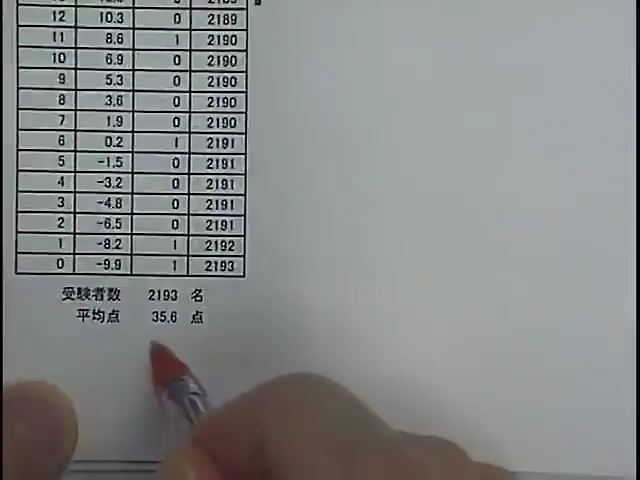 12 10.3 0 2189
11 8.6 1 2190
10 6.9 0 2190
9 5.3 0 2190
8 3.6 0 2190
7 1.9 0 2190
6 0.2 1 2191
5 -1.5 0 2191
4 -3.2 0 2191
3 -4.8 0 2191
2 -6.5 0 2191
1 -8.2 1 2192
0 -9.9 1 2193
受験者数 2193 名
平均点 35.6 点